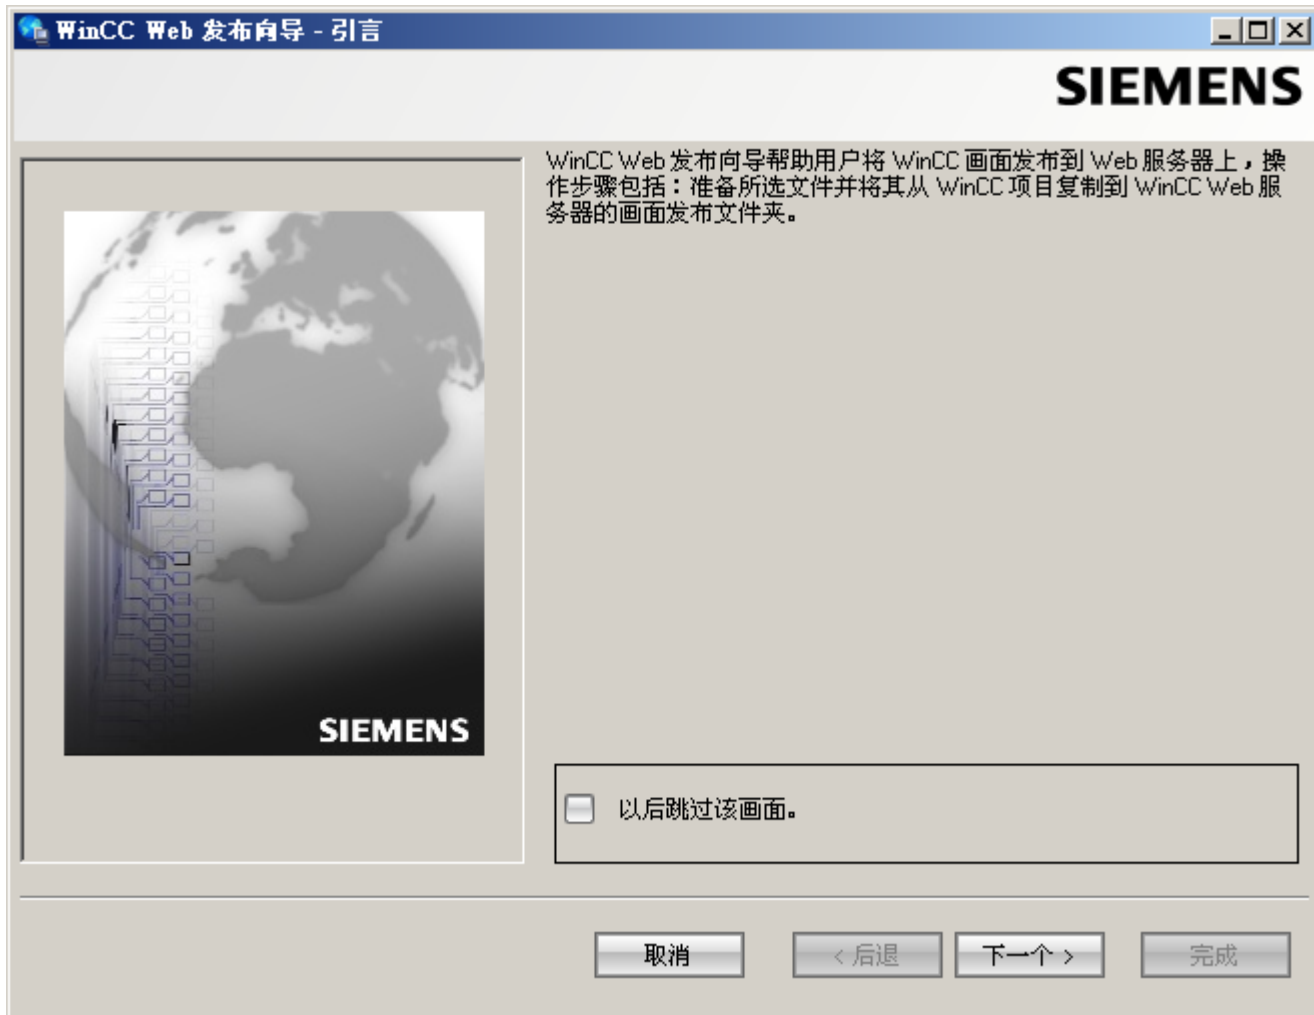 WinCC Web 发布向导 - 引言
SIEMENS
WinCC Web 发布向导帮助用户将 WinCC 画面发布到 Web 服务器上，操
作步骤包括：准备所选文件并将其从 WinCC 项目复制到 WinCC Web 服
务器的画面发布文件夹。
SIEMENS
以后跳过该画面。
取消
< 后退
下一个 >
完成